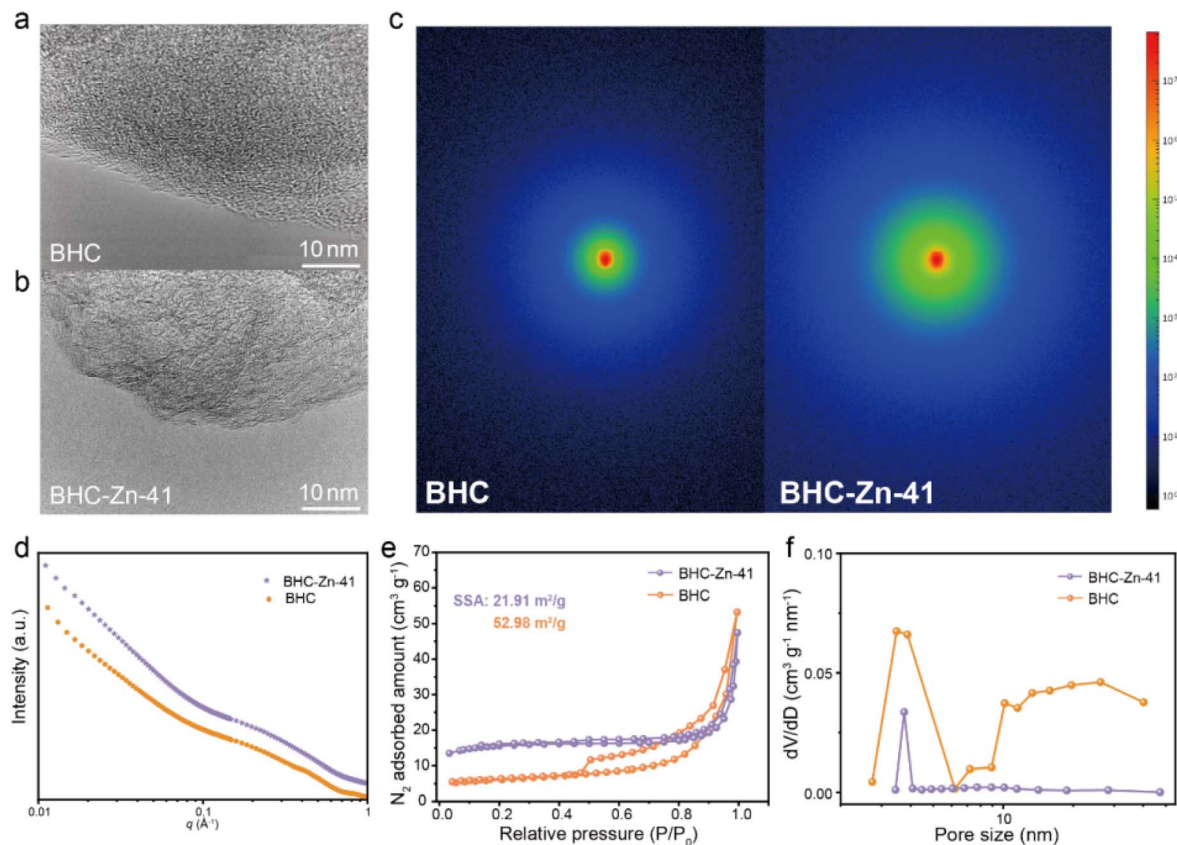 a
BHC
10 nm
b
BHC-Zn-41
10 nm
c
BHC
BHC-Zn-41
d
Intensity (a.u.)
BHC-Zn-41
BHC
0.01
0.1
1
q (Å⁻¹)
e
N₂ adsorbed amount (cm³ g⁻¹)
70
60
50
40
30
20
10
0
SSA: 21.91 m²/g
52.98 m²/g
BHC-Zn-41
BHC
0.0
0.2
0.4
0.6
0.8
1.0
Relative pressure (P/P₀)
f
dV/dD (cm³ g⁻¹ nm⁻¹)
0.10
0.05
0.00
BHC-Zn-41
BHC
10
Pore size (nm)